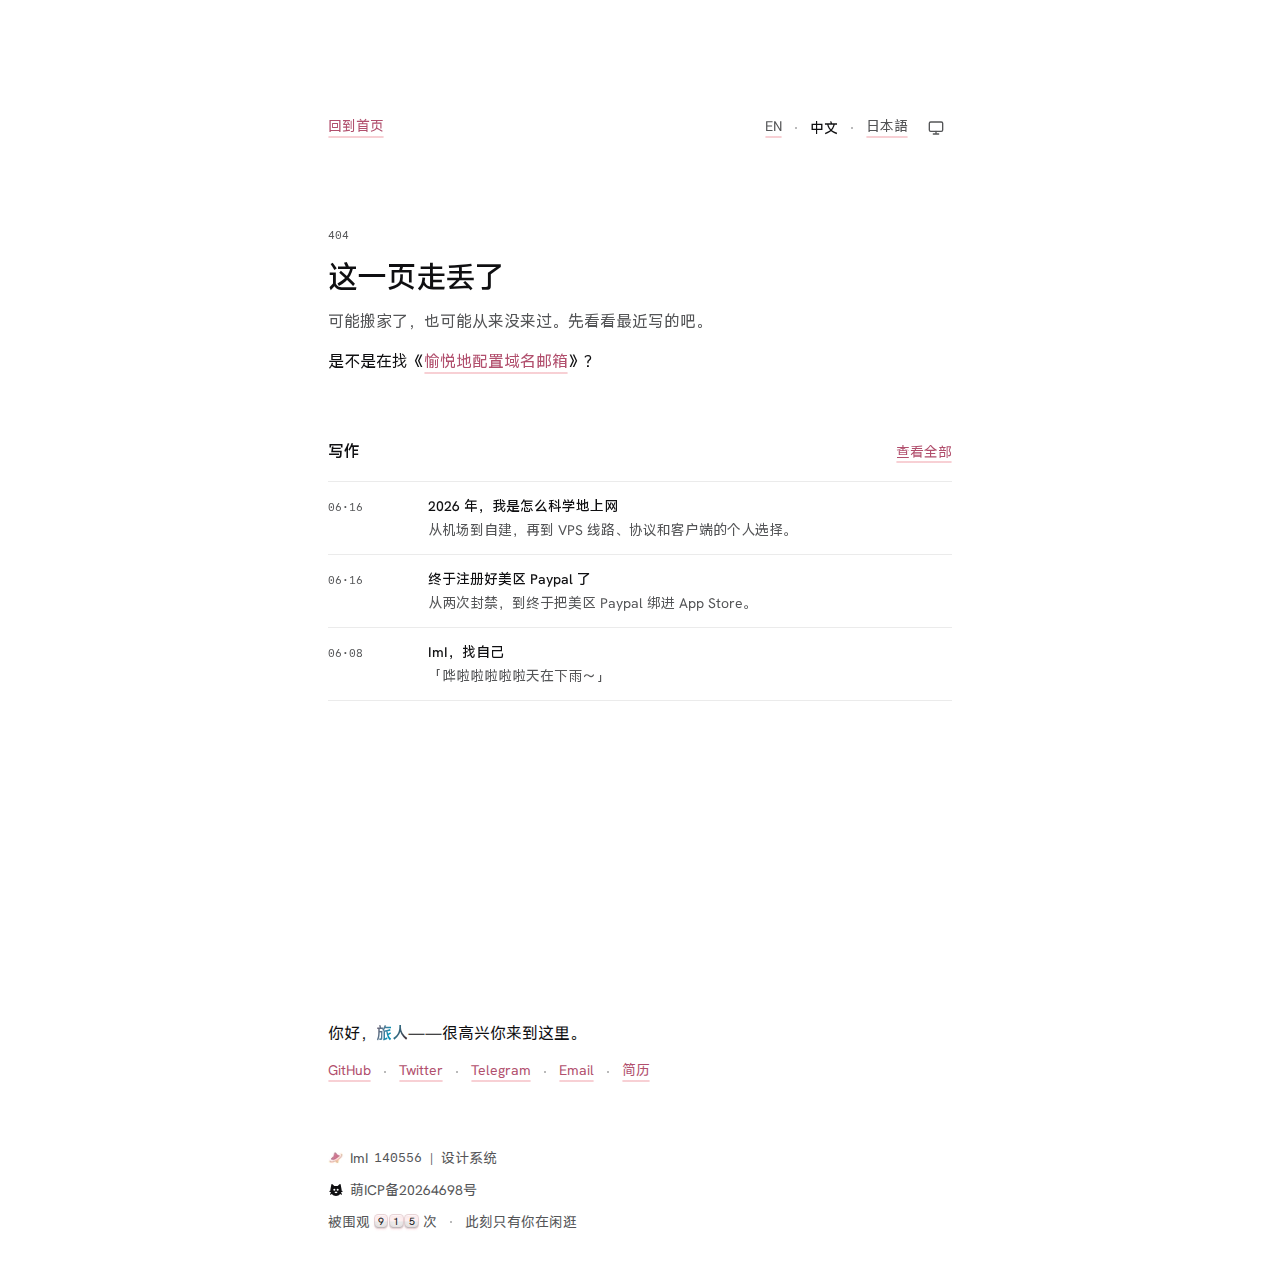 回到首页
EN · 中文 · 日本語
404
这一页走丢了
可能搬家了，也可能从来没来过。先看看最近写的吧。
是不是在找《愉悦地配置域名邮箱》？
写作 查看全部
06·16 2026 年，我是怎么科学地上网
从机场到自建，再到 VPS 线路、协议和客户端的个人选择。
06·16 终于注册好美区 Paypal 了
从两次封禁，到终于把美区 Paypal 绑进 App Store。
06·08 lml，找自己
「哗啦啦啦啦啦天在下雨～」
你好，旅人——很高兴你来到这里。
GitHub · Twitter · Telegram · Email · 简历
lml 140556 | 设计系统
萌ICP备20264698号
被围观 915 次 · 此刻只有你在闲逛